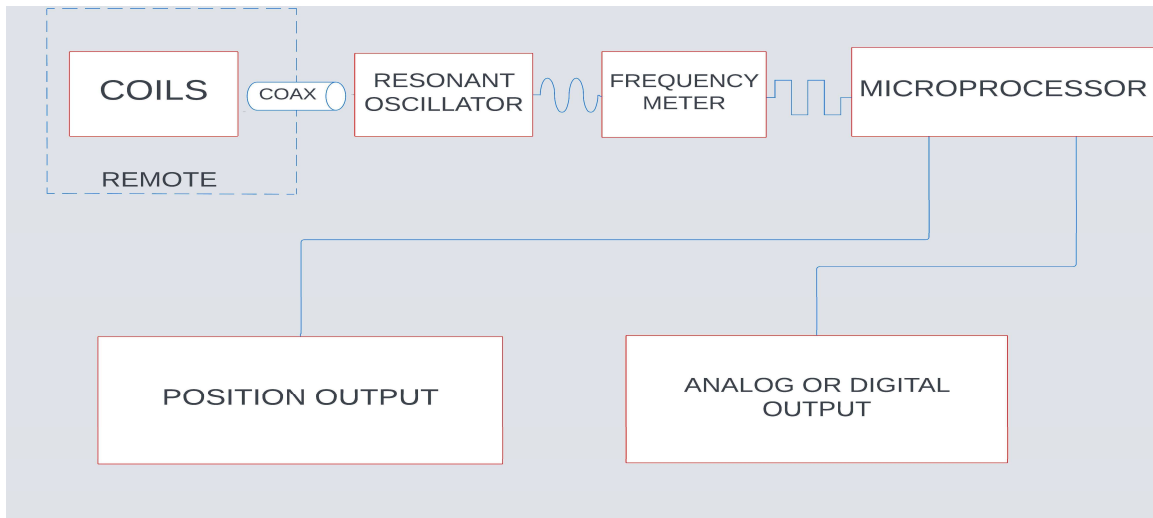 COILS
COAX
RESONANT
OSCILLATOR
FREQUENCY
METER
MICROPROCESSOR
REMOTE
POSITION OUTPUT
ANALOG OR DIGITAL
OUTPUT